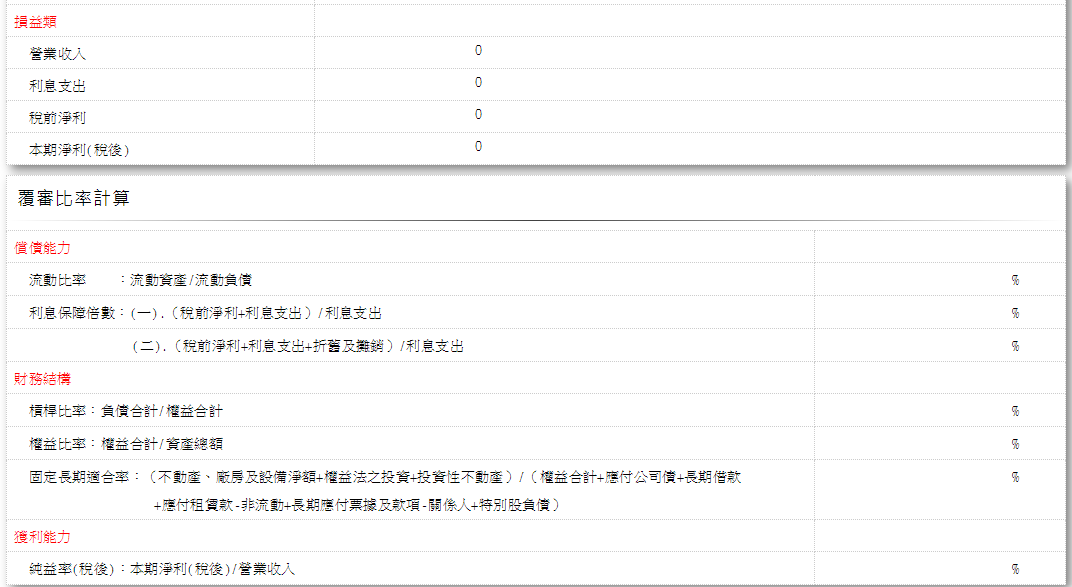 損益類
營業收入 0
利息支出 0
稅前淨利 0
本期淨利(稅後) 0
覆審比率計算
償債能力
流動比率　　：流動資產/流動負債 %
利息保障倍數：(一).（稅前淨利+利息支出）/利息支出 %
(二).（稅前淨利+利息支出+折舊及攤銷）/利息支出 %
財務結構
槓桿比率：負債合計/權益合計 %
權益比率：權益合計/資產總額 %
固定長期適合率：（不動產、廠房及設備淨額+權益法之投資+投資性不動產）/（權益合計+應付公司債+長期借款 %
+應付租賃款-非流動+長期應付票據及款項-關係人+特別股負債）
獲利能力
純益率(稅後)：本期淨利(稅後)/營業收入 %